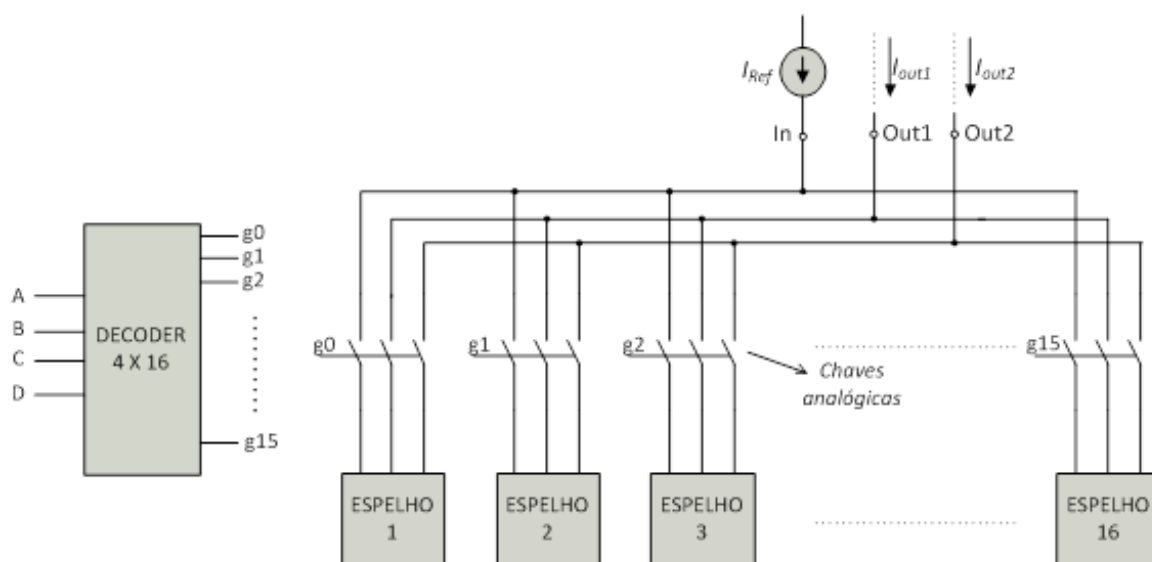 I_Ref
I_out1
I_out2
In
Out1
Out2
A
B
C
D
DECODER
4 X 16
g0
g1
g2
g15
g0
g1
g2
g15
Chaves
analógicas
ESPELHO
1
ESPELHO
2
ESPELHO
3
ESPELHO
16